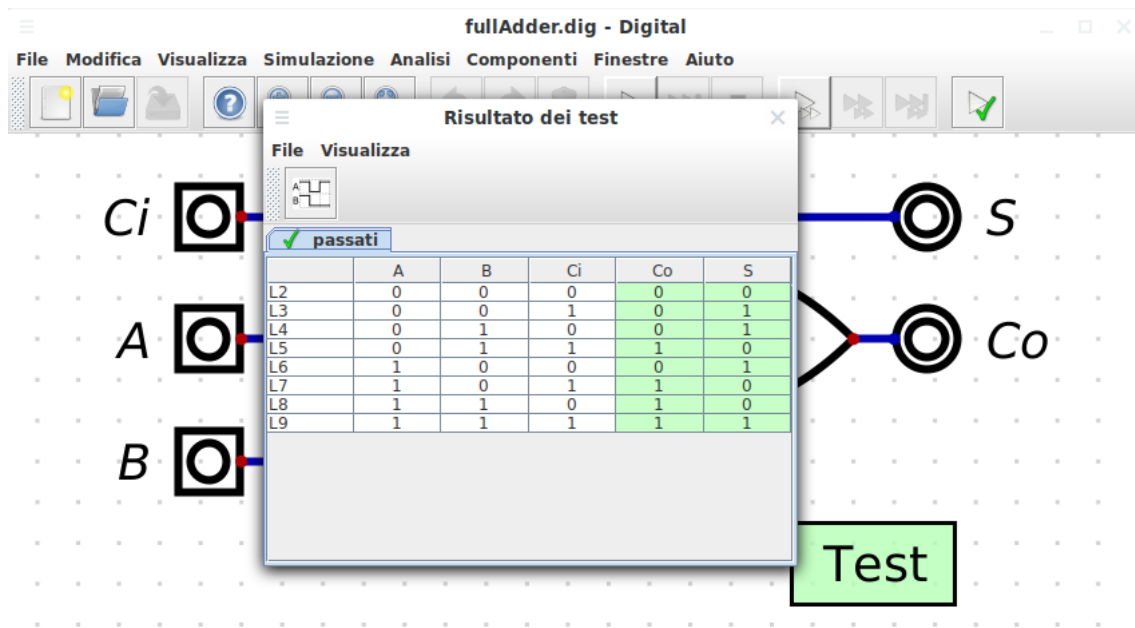 fullAdder.dig - Digital
File Modifica Visualizza Simulazione Analisi Componenti Finestre Aiuto
Risultato dei test
File Visualizza
A
B
passati
A B Ci Co S
L2 0 0 0 0 0
L3 0 0 1 0 1
L4 0 1 0 0 1
L5 0 1 1 1 0
L6 1 0 0 0 1
L7 1 0 1 1 0
L8 1 1 0 1 0
L9 1 1 1 1 1
Ci
S
A
Co
B
Test